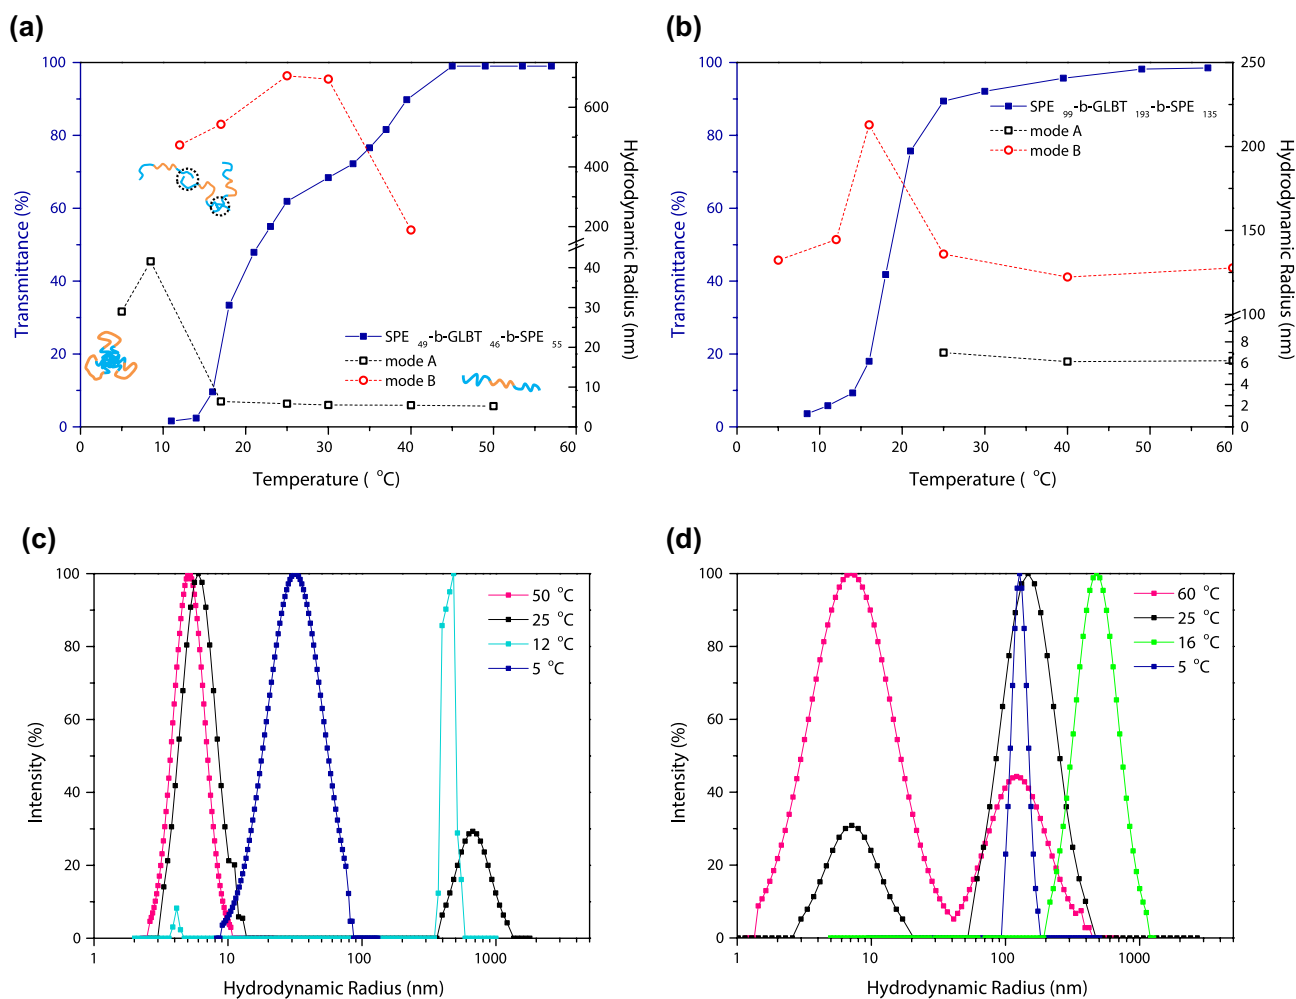 (a)
100
80
60
40
20
0
Transmittance (%)
0 10 20 30 40 50 60
Temperature ( °C)
600
400
200
40
30
20
10
0
Hydrodynamic Radius (nm)
SPE 49-b-GLBT 46-b-SPE 55
mode A
mode B
(b)
100
80
60
40
20
0
Transmittance (%)
0 10 20 30 40 50 60
Temperature ( °C)
250
200
150
100
8
6
4
2
0
Hydrodynamic Radius (nm)
SPE 99-b-GLBT 193-b-SPE 135
mode A
mode B
(c)
100
80
60
40
20
0
Intensity (%)
1 10 100 1000
Hydrodynamic Radius (nm)
50 °C
25 °C
12 °C
5 °C
(d)
100
80
60
40
20
0
Intensity (%)
1 10 100 1000
Hydrodynamic Radius (nm)
60 °C
25 °C
16 °C
5 °C